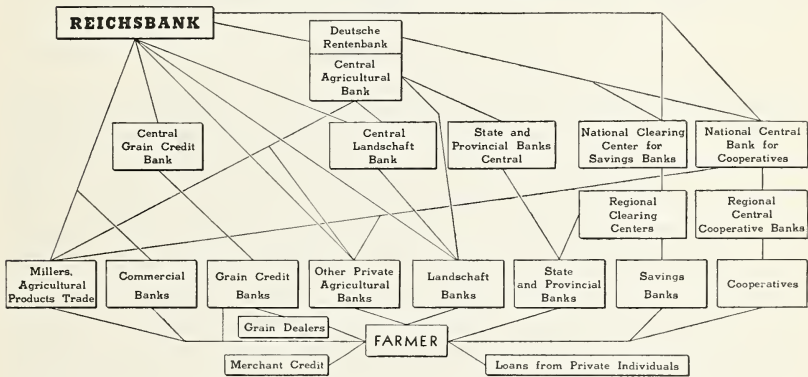 REICHSBANK
Deutsche
Rentenbank
Central
Agricultural
Bank
Central
Grain Credit
Bank
Central
Landschaft
Bank
State and
Provincial Banks
Central
National Clearing
Center for
Savings Banks
National Central
Bank for
Cooperatives
Regional
Clearing
Centers
Regional
Central
Cooperative Banks
Millers,
Agricultural
Products Trade
Commercial
Banks
Grain Credit
Banks
Other Private
Agricultural
Banks
Landschaft
Banks
State
and Provincial
Banks
Savings
Banks
Cooperatives
Grain Dealers
FARMER
Merchant Credit
Loans from Private Individuals